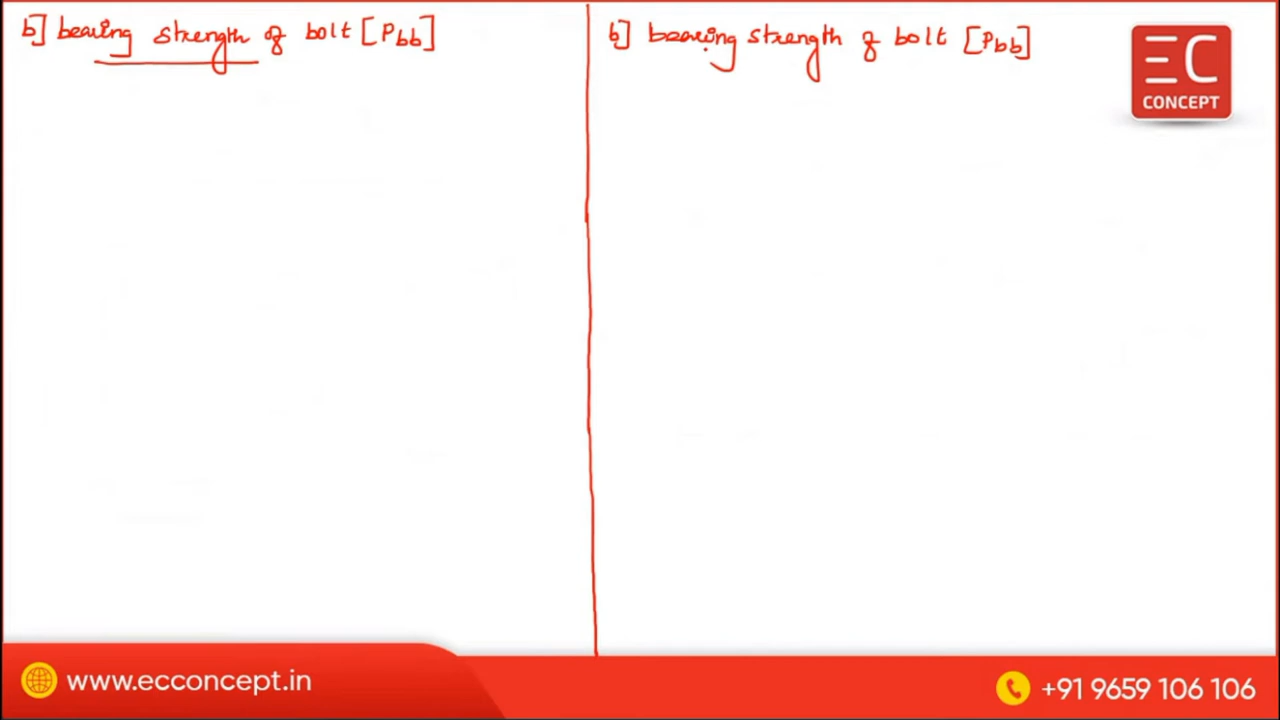 b] bearing strength of bolt [Pbb]
b] bearing strength of bolt [Pbb]
EC
CONCEPT
www.ecconcept.in
+91 9659 106 106